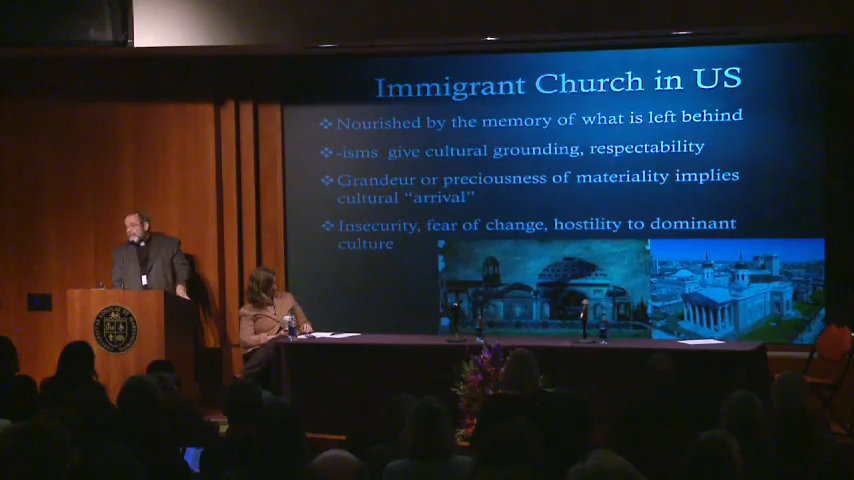 Immigrant Church in US
Nourished by the memory of what is left behind
-isms give cultural grounding, respectability
Grandeur or preciousness of materiality implies
cultural “arrival”
Insecurity, fear of change, hostility to dominant
culture